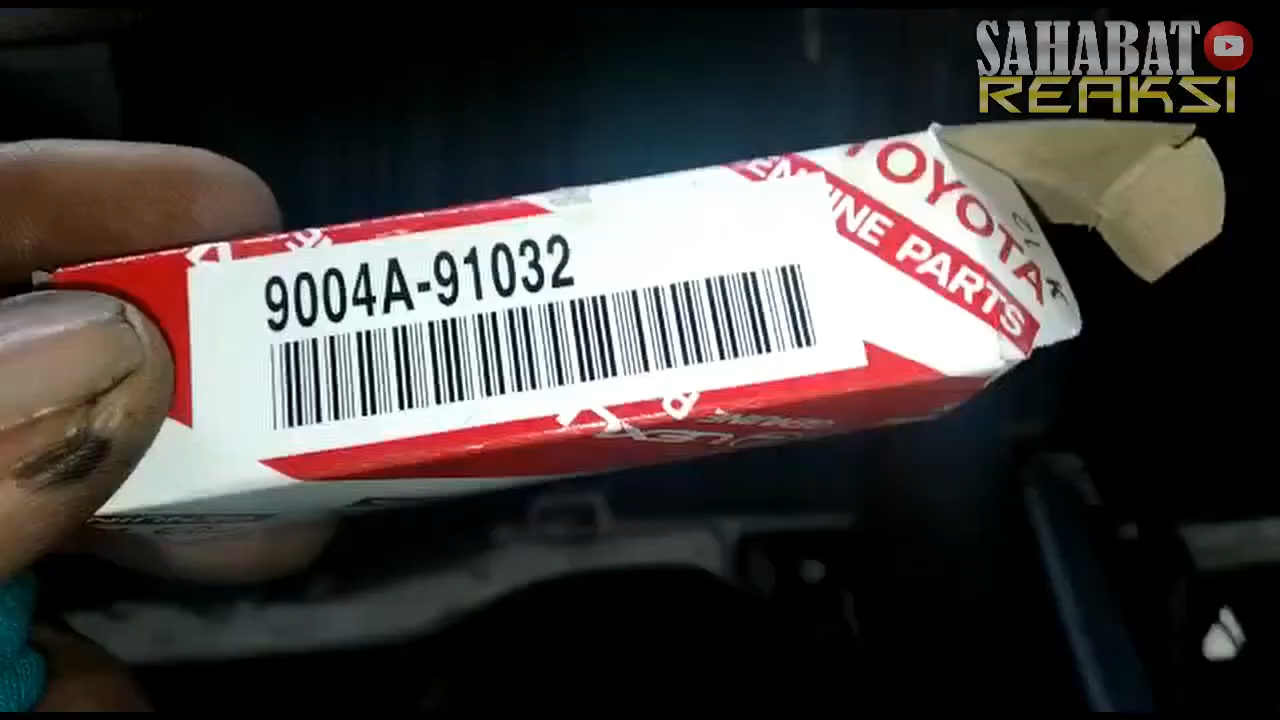 SAHABAT
REAKSI
TOYOTA
GENUINE PARTS
9004A-91032